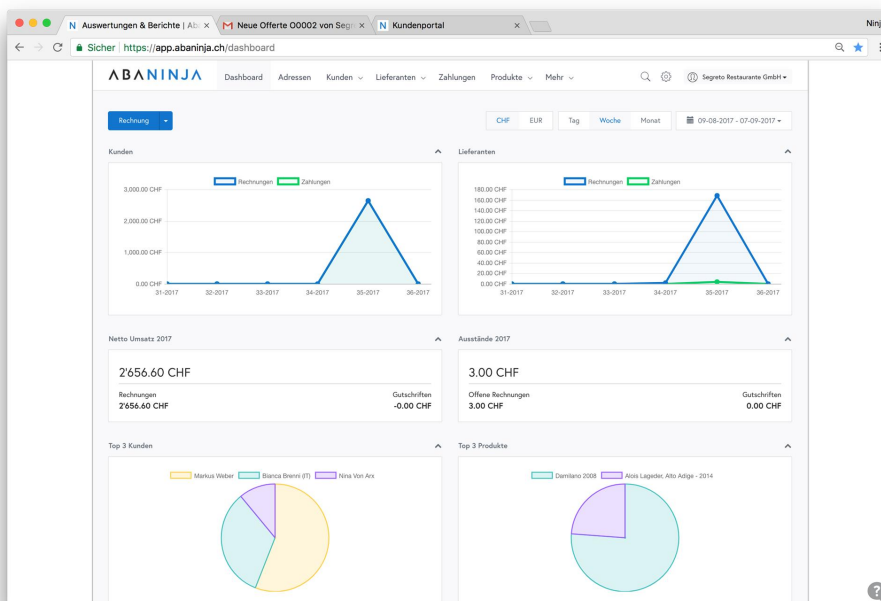 Auswertungen & Berichte | Ab
Neue Offerte O0002 von Segr
Kundenportal
Ninj
Sicher https://app.abaninja.ch/dashboard
ABANINJA
Dashboard Adressen Kunden Lieferanten Zahlungen Produkte Mehr Segreto Restaurante GmbH
Rechnung CHF EUR Tag Woche Monat 09-08-2017 - 07-09-2017
Kunden
Rechnungen Zahlungen
3,000.00 CHF
2,000.00 CHF
1,000.00 CHF
0.00 CHF
31-2017 32-2017 33-2017 34-2017 35-2017 36-2017
Lieferanten
Rechnungen Zahlungen
180.00 CHF
160.00 CHF
140.00 CHF
120.00 CHF
100.00 CHF
80.00 CHF
60.00 CHF
40.00 CHF
20.00 CHF
0.00 CHF
31-2017 32-2017 33-2017 34-2017 35-2017 36-2017
Netto Umsatz 2017
2'656.60 CHF
Rechnungen Gutschriften
2'656.60 CHF -0.00 CHF
Ausstände 2017
3.00 CHF
Offene Rechnungen Gutschriften
3.00 CHF 0.00 CHF
Top 3 Kunden
Markus Weber Bianca Brenni (IT) Nina Von Arx
Top 3 Produkte
Damilano 2008 Alois Lageder, Alto Adige - 2014
?